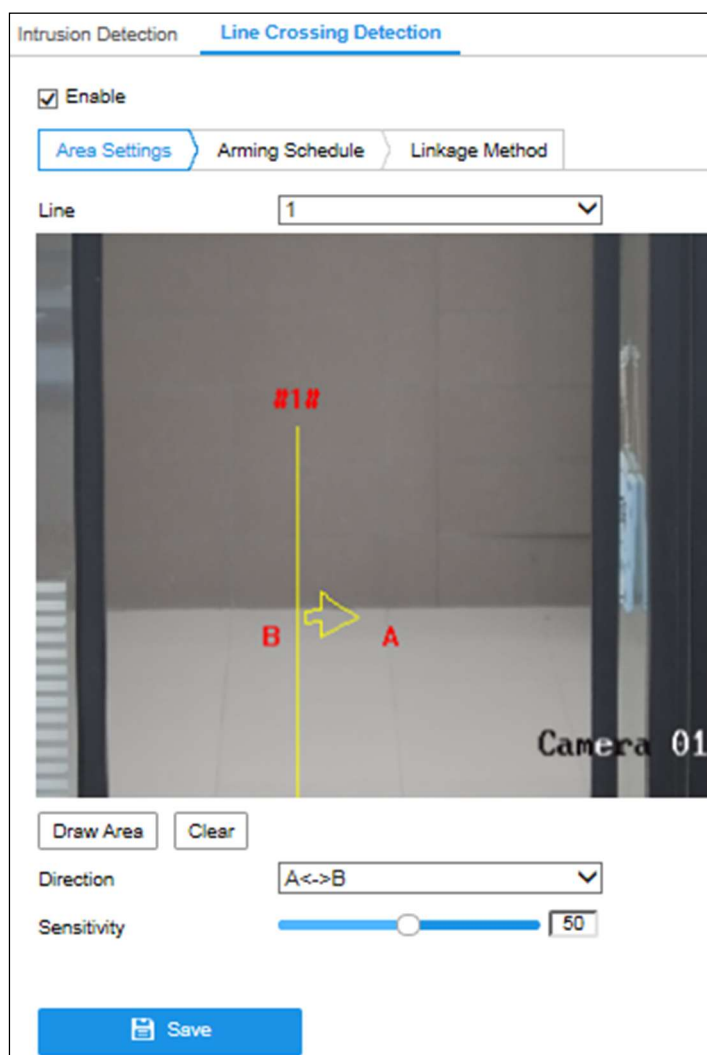 Intrusion Detection Line Crossing Detection
Enable
Area Settings Arming Schedule Linkage Method
Line 1
#1#
B A
Camera 01
Draw Area Clear
Direction A<->B
Sensitivity 50
Save